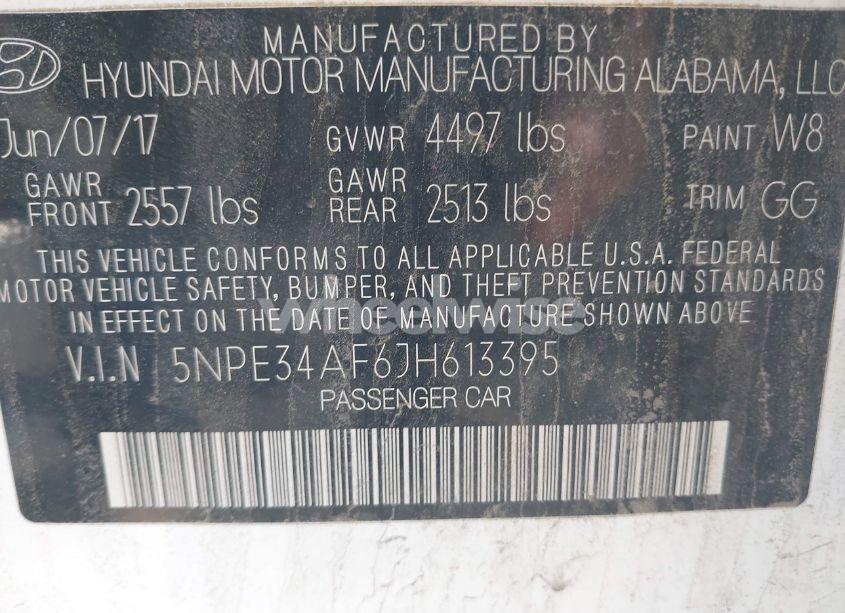 MANUFACTURED BY
HYUNDAI MOTOR MANUFACTURING ALABAMA, LLC
Jun/07/17 GVWR 4497 lbs PAINT W8
GAWR FRONT 2557 lbs GAWR REAR 2513 lbs TRIM GG
THIS VEHICLE CONFORMS TO ALL APPLICABLE U.S.A. FEDERAL
MOTOR VEHICLE SAFETY, BUMPER, AND THEFT PREVENTION STANDARDS
IN EFFECT ON THE DATE OF MANUFACTURE SHOWN ABOVE
wheelwise
V.I.N 5NPE34AF6JH613395
PASSENGER CAR